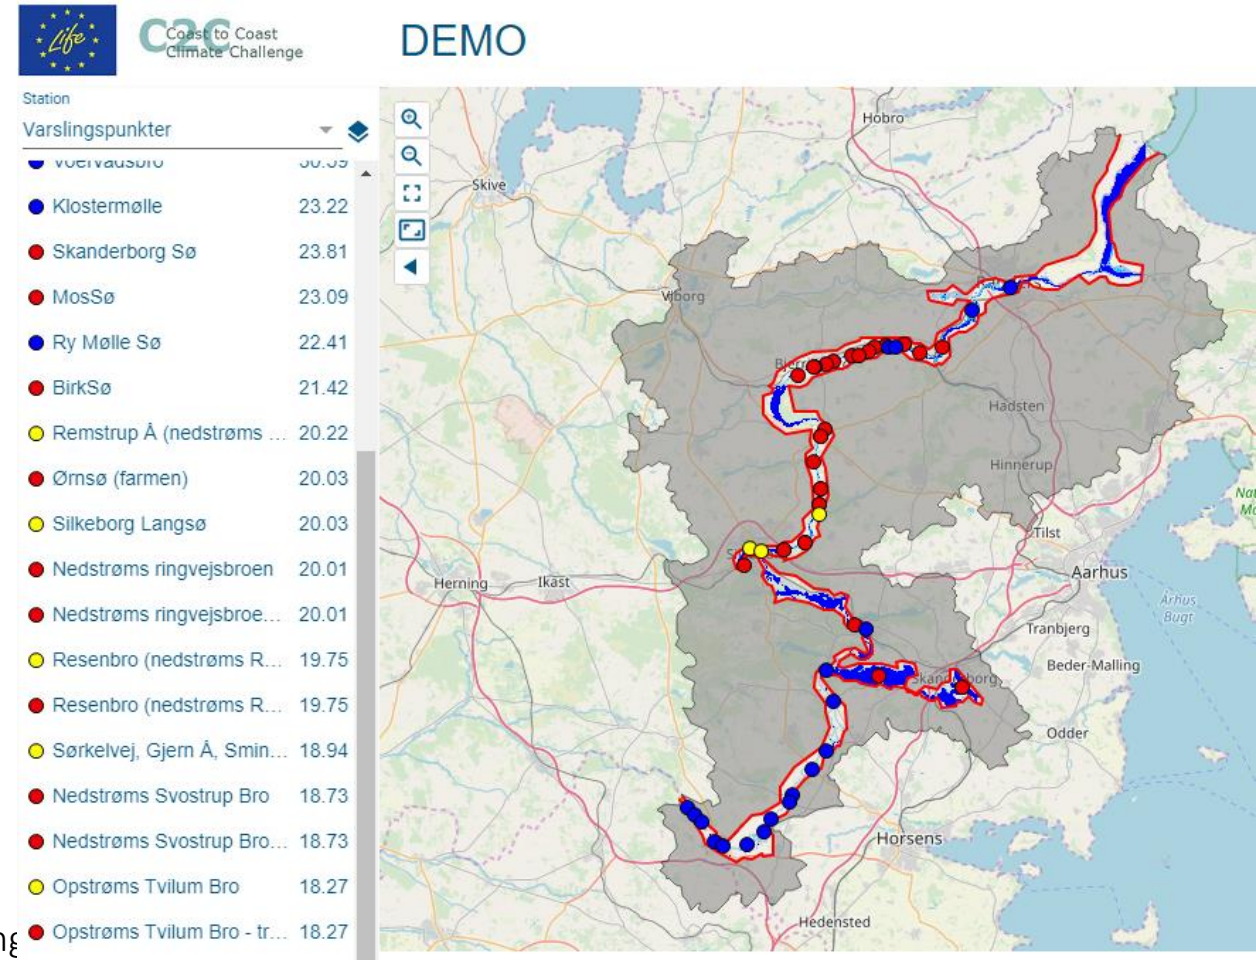 Life
C2C
Coast to Coast
Climate Challenge
DEMO
Station
Varslingspunkter
Voervadsbro 30.59
Klostermølle 23.22
Skanderborg Sø 23.81
MosSø 23.09
Ry Mølle Sø 22.41
BirkSø 21.42
Remstrup Å (nedstrøms ... 20.22
Ørnsø (farmen) 20.03
Silkeborg Langsø 20.03
Nedstrøms ringvejsbroen 20.01
Nedstrøms ringvejsbroe... 20.01
Resenbro (nedstrøms R... 19.75
Resenbro (nedstrøms R... 19.75
Sørkelvej, Gjern Å, Smin... 18.94
Nedstrøms Svostrup Bro 18.73
Nedstrøms Svostrup Bro... 18.73
Opstrøms Tvilum Bro 18.27
Opstrøms Tvilum Bro - tr... 18.27
Hobro
Skive
Viborg
Hadsten
Hinnerup
Tilst
Aarhus
Herning
Ikast
Århus
Bugt
Tranbjerg
Beder-Malling
Skanderborg
Odder
Horsens
Hedensted